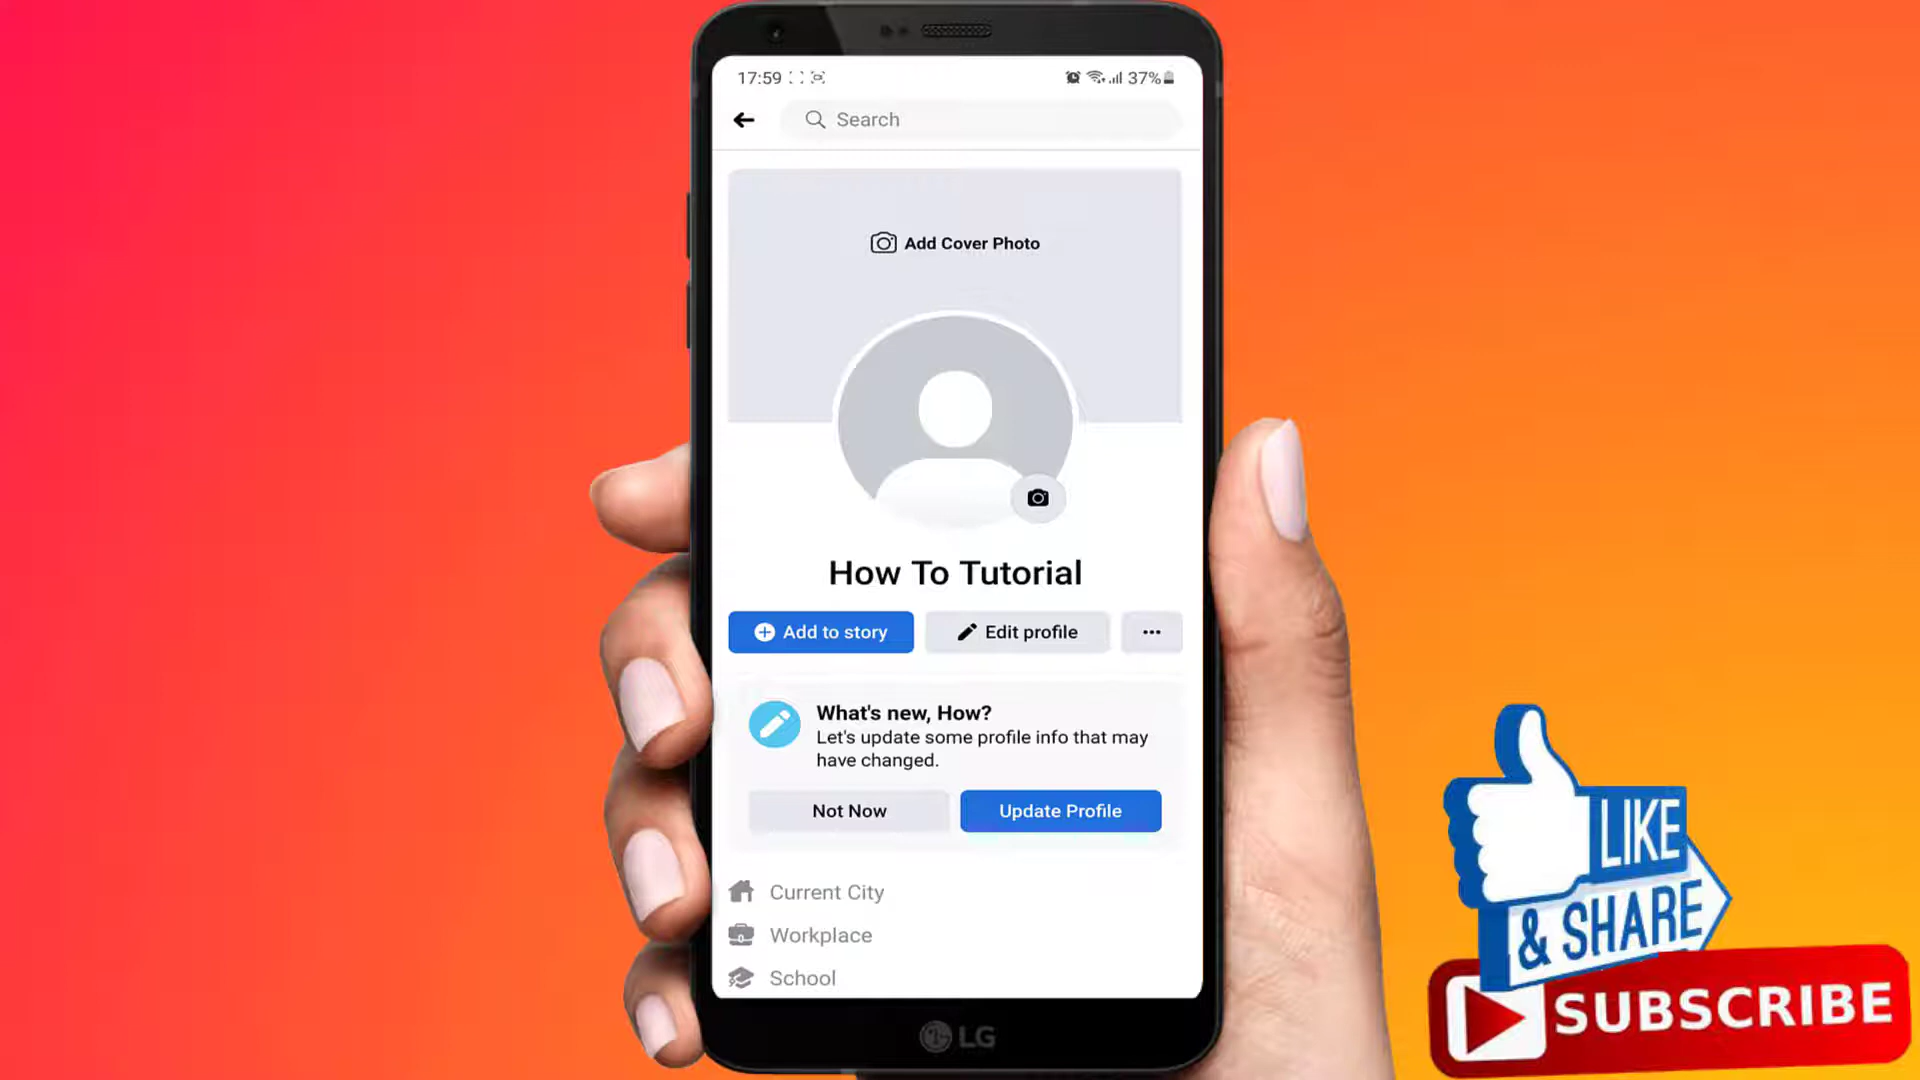 17:59
37%
Search
Add Cover Photo
How To Tutorial
Add to story
Edit profile
What's new, How?
Let's update some profile info that may
have changed.
Not Now
Update Profile
Current City
Workplace
School
LG
LIKE
& SHARE
SUBSCRIBE